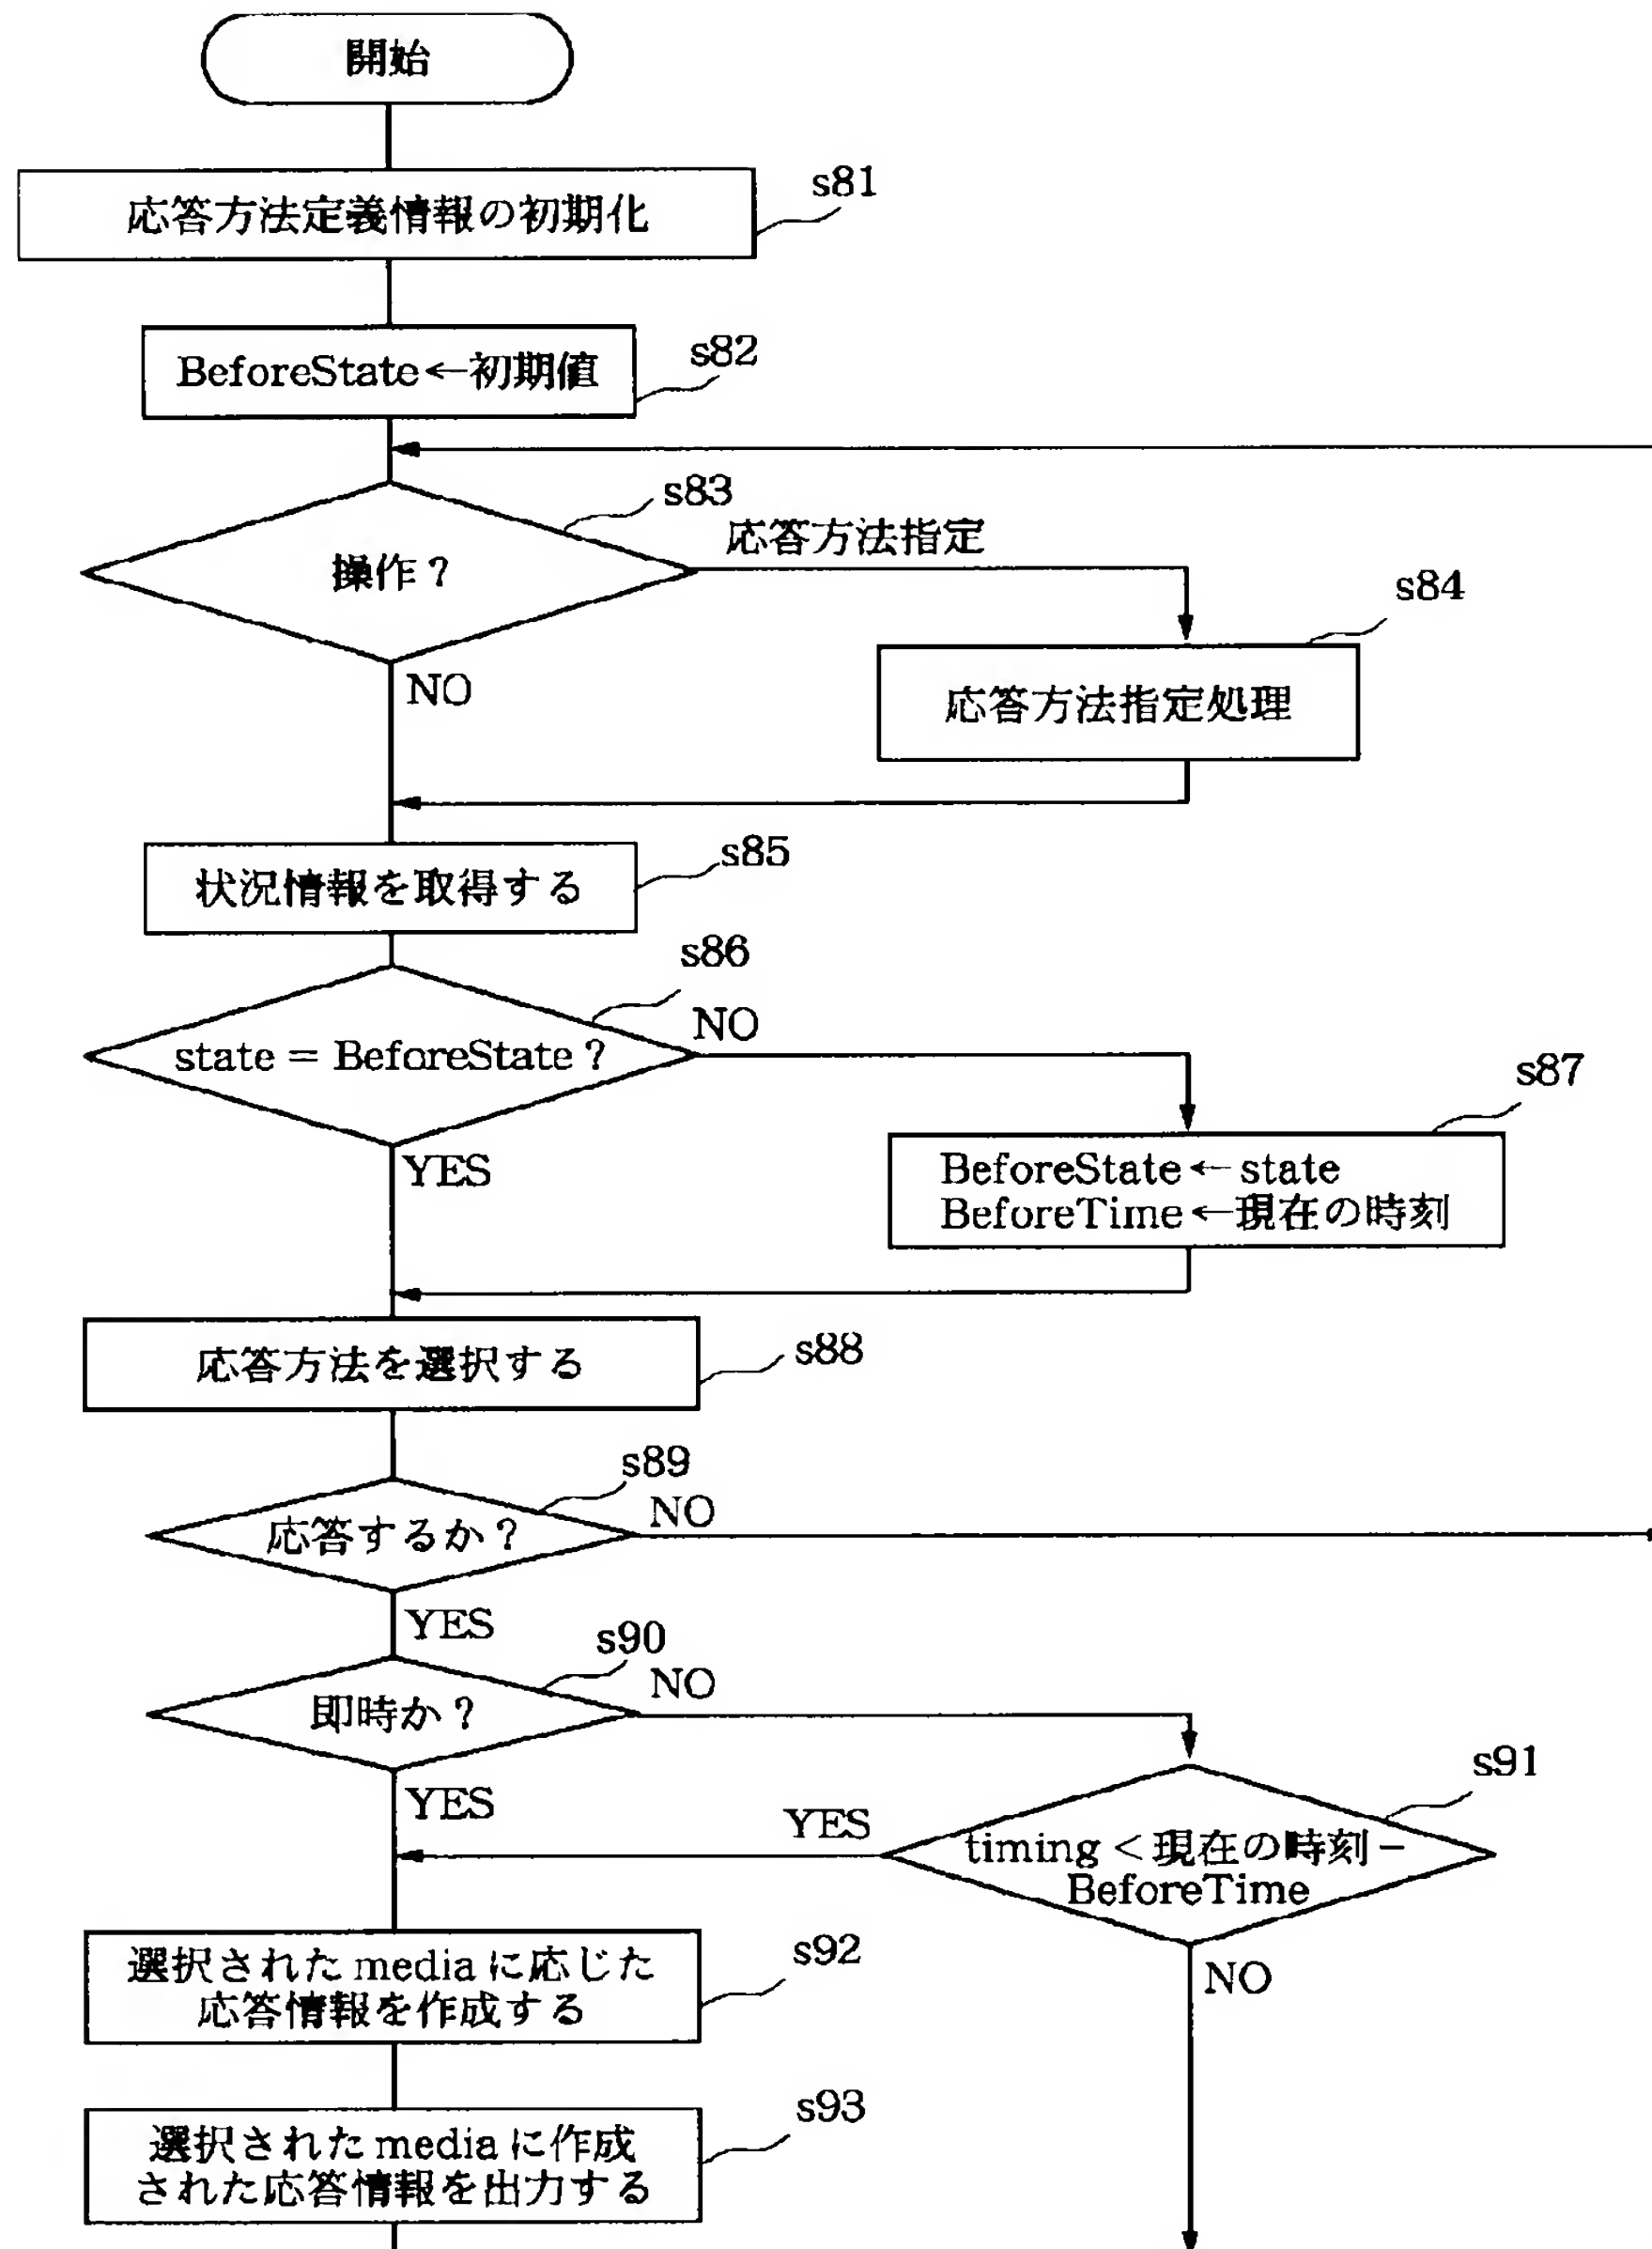 開始
応答方法定義情報の初期化
s81
BeforeState←初期値
s82
s83
操作？
応答方法指定
s84
NO
応答方法指定処理
状況情報を取得する
s85
s86
state = BeforeState？
NO
s87
YES
BeforeState←state
BeforeTime←現在の時刻
応答方法を選択する
s88
s89
応答するか？
NO
YES
s90
即時か？
NO
s91
YES
YES
timing＜現在の時刻−
BeforeTime
NO
選択されたmediaに応じた
応答情報を作成する
s92
選択されたmediaに作成
された応答情報を出力する
s93